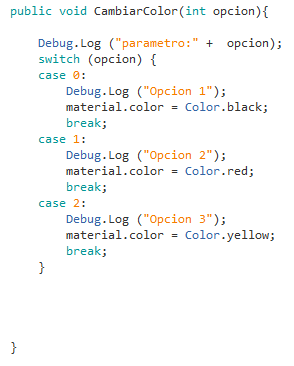 public void CambiarColor(int opcion){
Debug.Log ("parametro:" +  opcion);
switch (opcion) {
case 0:
Debug.Log ("Opcion 1");
material.color = Color.black;
break;
case 1:
Debug.Log ("Opcion 2");
material.color = Color.red;
break;
case 2:
Debug.Log ("Opcion 3");
material.color = Color.yellow;
break;
}
}